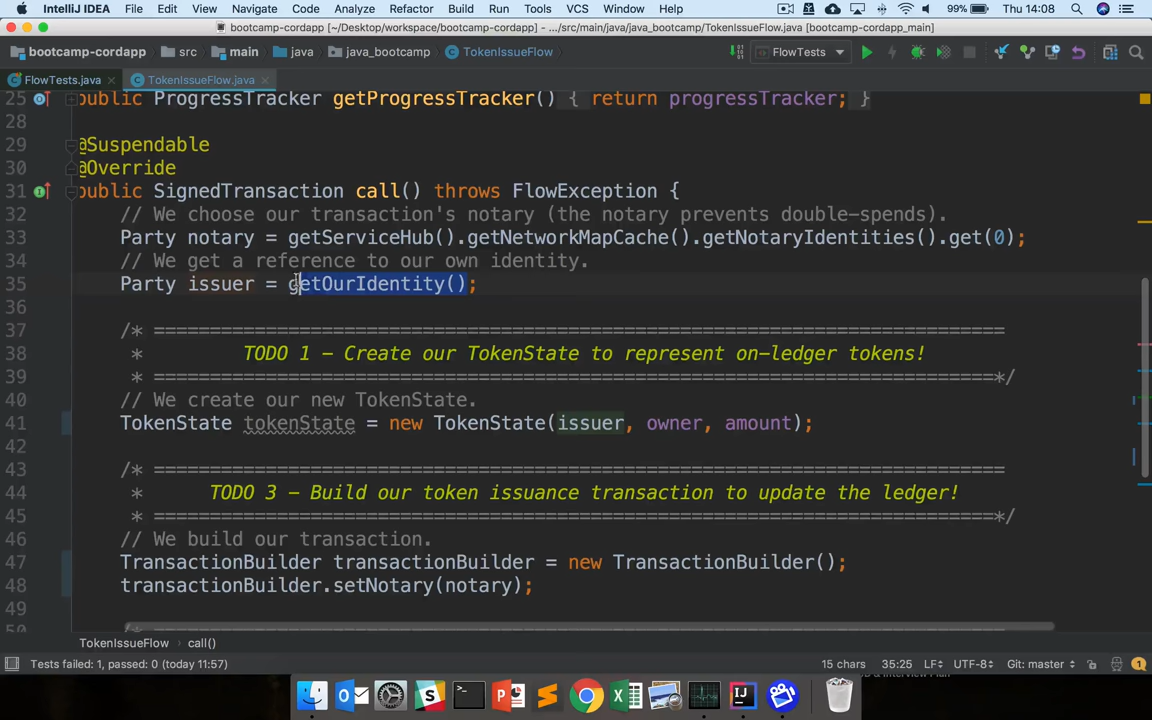 IntelliJ IDEA File Edit View Navigate Code Analyze Refactor Build Run Tools VCS Window Help 99% Thu 14:08
bootcamp-cordapp [~/Desktop/workspace/bootcamp-cordapp] - .../src/main/java/java_bootcamp/TokenIssueFlow.java [bootcamp-cordapp_main]
bootcamp-cordapp src main java java_bootcamp TokenIssueFlow FlowTests
FlowTests.java TokenIssueFlow.java
25 public ProgressTracker getProgressTracker() { return progressTracker; }
28
29 @Suspendable
30 @Override
31 public SignedTransaction call() throws FlowException {
32 // We choose our transaction's notary (the notary prevents double-spends).
33 Party notary = getServiceHub().getNetworkMapCache().getNotaryIdentities().get(0);
34 // We get a reference to our own identity.
35 Party issuer = getOurIdentity();
36
37 /* ============================================================================
38 * TODO 1 - Create our TokenState to represent on-ledger tokens!
39 * ===========================================================================*/
40 // We create our new TokenState.
41 TokenState tokenState = new TokenState(issuer, owner, amount);
42
43 /* ============================================================================
44 * TODO 3 - Build our token issuance transaction to update the ledger!
45 * ===========================================================================*/
46 // We build our transaction.
47 TransactionBuilder transactionBuilder = new TransactionBuilder();
48 transactionBuilder.setNotary(notary);
49
50
TokenIssueFlow call()
Tests failed: 1, passed: 0 (today 11:57) 15 chars 35:25 LF UTF-8 Git: master 1